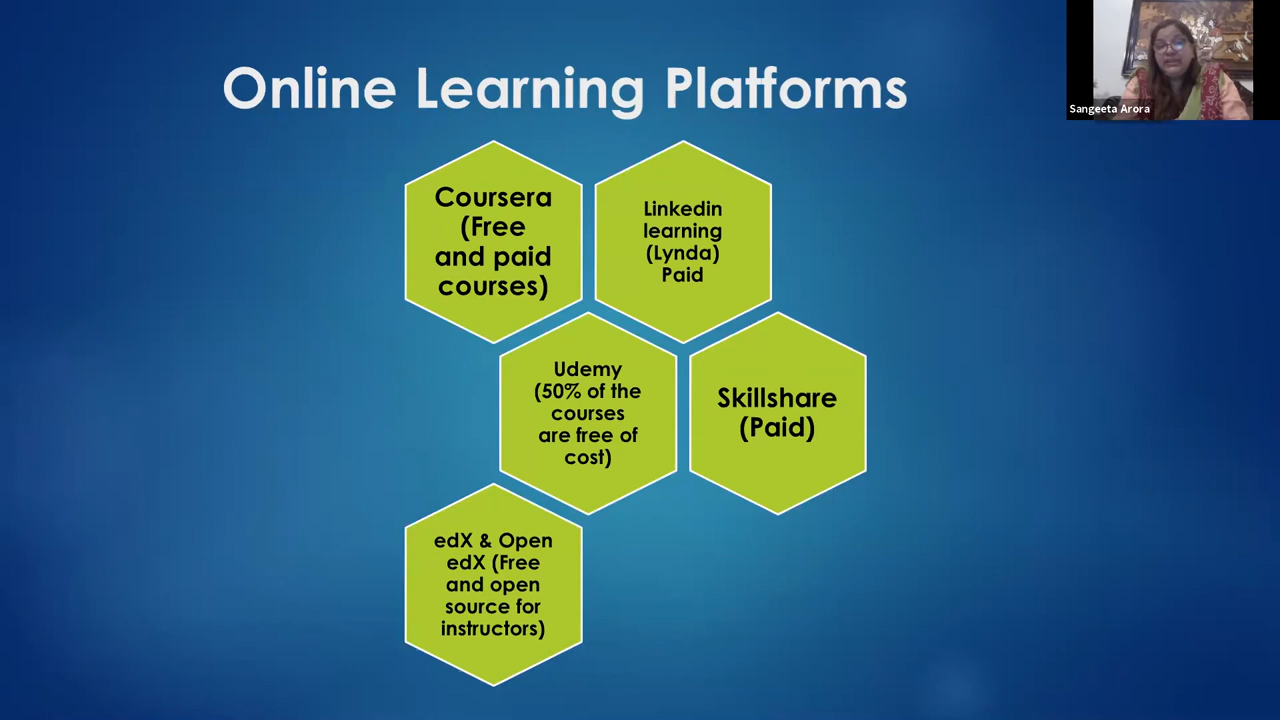 Online Learning Platforms
Sangeeta Arora
Coursera
(Free
and paid
courses)
Linkedin
learning
(Lynda)
Paid
Udemy
(50% of the
courses
are free of
cost)
Skillshare
(Paid)
edX & Open
edX (Free
and open
source for
instructors)